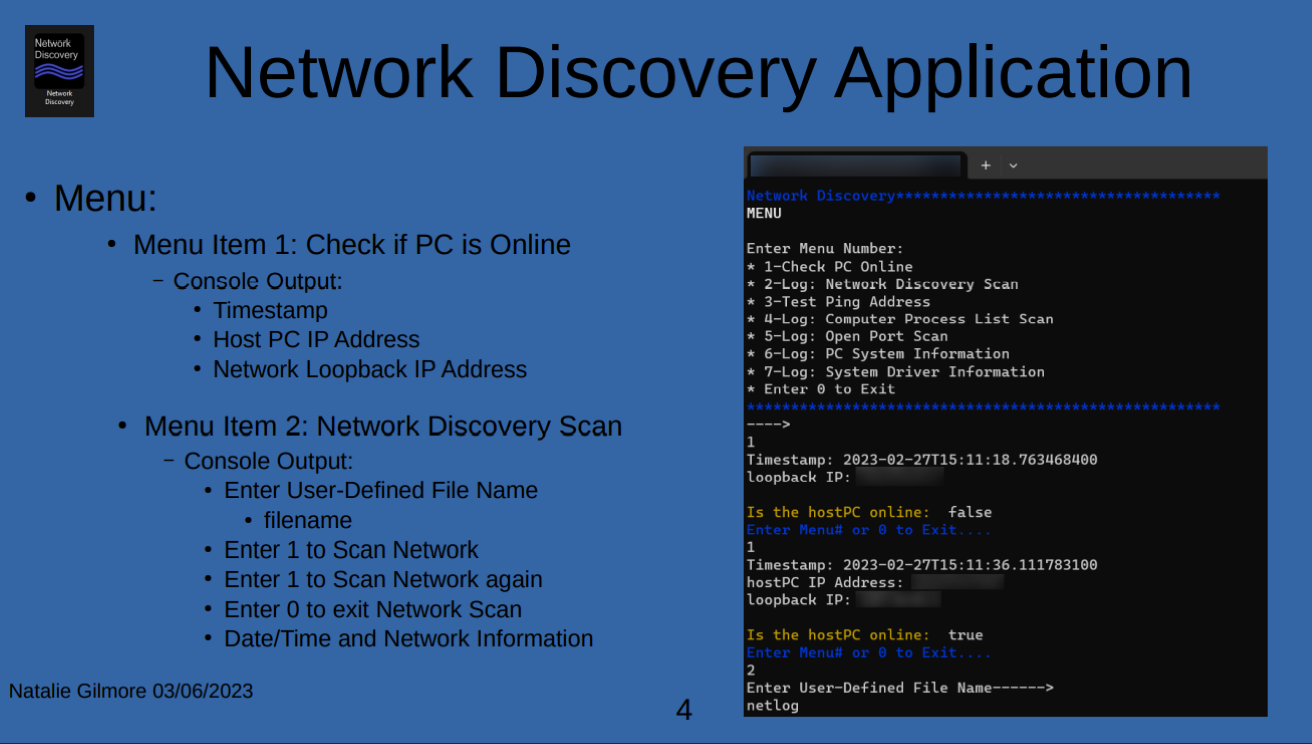 Network
Discovery
Network
Discovery
Network Discovery Application
• Menu:
• Menu Item 1: Check if PC is Online
– Console Output:
• Timestamp
• Host PC IP Address
• Network Loopback IP Address
• Menu Item 2: Network Discovery Scan
– Console Output:
• Enter User-Defined File Name
• filename
• Enter 1 to Scan Network
• Enter 1 to Scan Network again
• Enter 0 to exit Network Scan
• Date/Time and Network Information
Natalie Gilmore 03/06/2023
4
Network Discovery*************************************
MENU
Enter Menu Number:
* 1-Check PC Online
* 2-Log: Network Discovery Scan
* 3-Test Ping Address
* 4-Log: Computer Process List Scan
* 5-Log: Open Port Scan
* 6-Log: PC System Information
* 7-Log: System Driver Information
* Enter 0 to Exit
******************************************************
---->
1
Timestamp: 2023-02-27T15:11:18.763468400
loopback IP:
Is the hostPC online:  false
Enter Menu# or 0 to Exit....
1
Timestamp: 2023-02-27T15:11:36.111783100
hostPC IP Address:
loopback IP:
Is the hostPC online:  true
Enter Menu# or 0 to Exit....
2
Enter User-Defined File Name------>
netlog